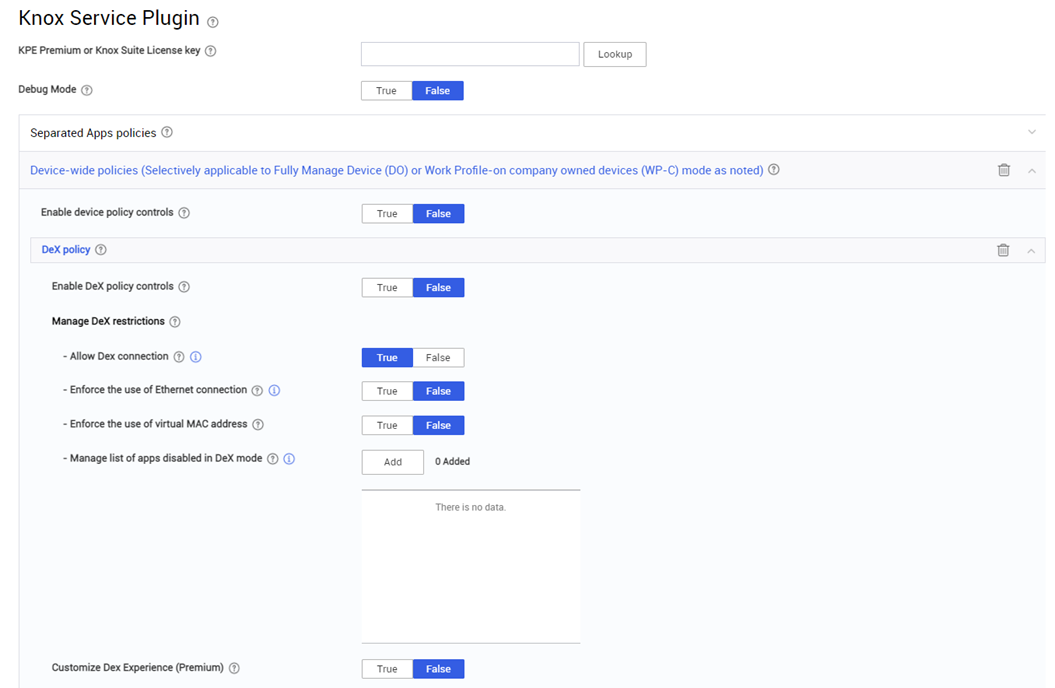 Knox Service Plugin
KPE Premium or Knox Suite License key
Lookup
Debug Mode True False
Separated Apps policies
Device-wide policies (Selectively applicable to Fully Manage Device (DO) or Work Profile-on company owned devices (WP-C) mode as noted)
Enable device policy controls True False
DeX policy
Enable DeX policy controls True False
Manage DeX restrictions
- Allow Dex connection True False
- Enforce the use of Ethernet connection True False
- Enforce the use of virtual MAC address True False
- Manage list of apps disabled in DeX mode Add 0 Added
There is no data.
Customize Dex Experience (Premium) True False